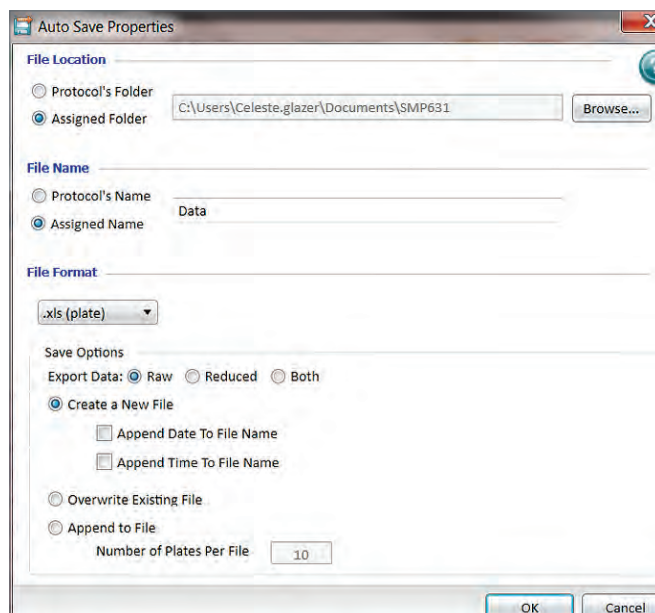 Auto Save Properties
X
File Location
Protocol's Folder
Assigned Folder
C:\Users\Celeste.glazer\Documents\SMP631
Browse...
File Name
Protocol's Name
Assigned Name
Data
File Format
.xls (plate)
Save Options
Export Data: Raw Reduced Both
Create a New File
Append Date To File Name
Append Time To File Name
Overwrite Existing File
Append to File
Number of Plates Per File 10
OK Cancel